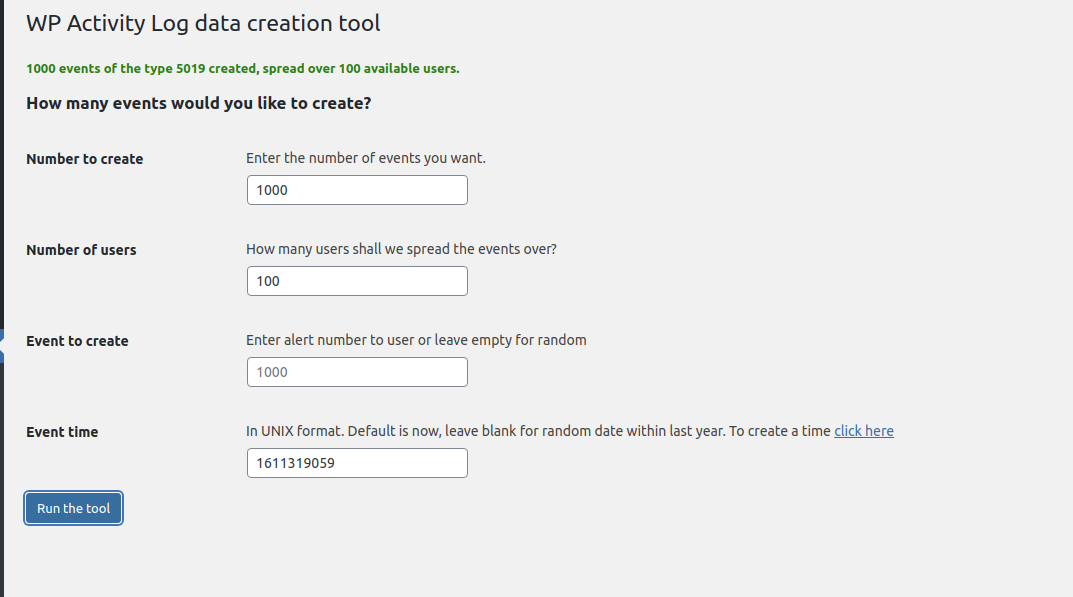 WP Activity Log data creation tool
1000 events of the type 5019 created, spread over 100 available users.
How many events would you like to create?
Number to create
Enter the number of events you want.
1000
Number of users
How many users shall we spread the events over?
100
Event to create
Enter alert number to user or leave empty for random
1000
Event time
In UNIX format. Default is now, leave blank for random date within last year. To create a time click here
1611319059
Run the tool